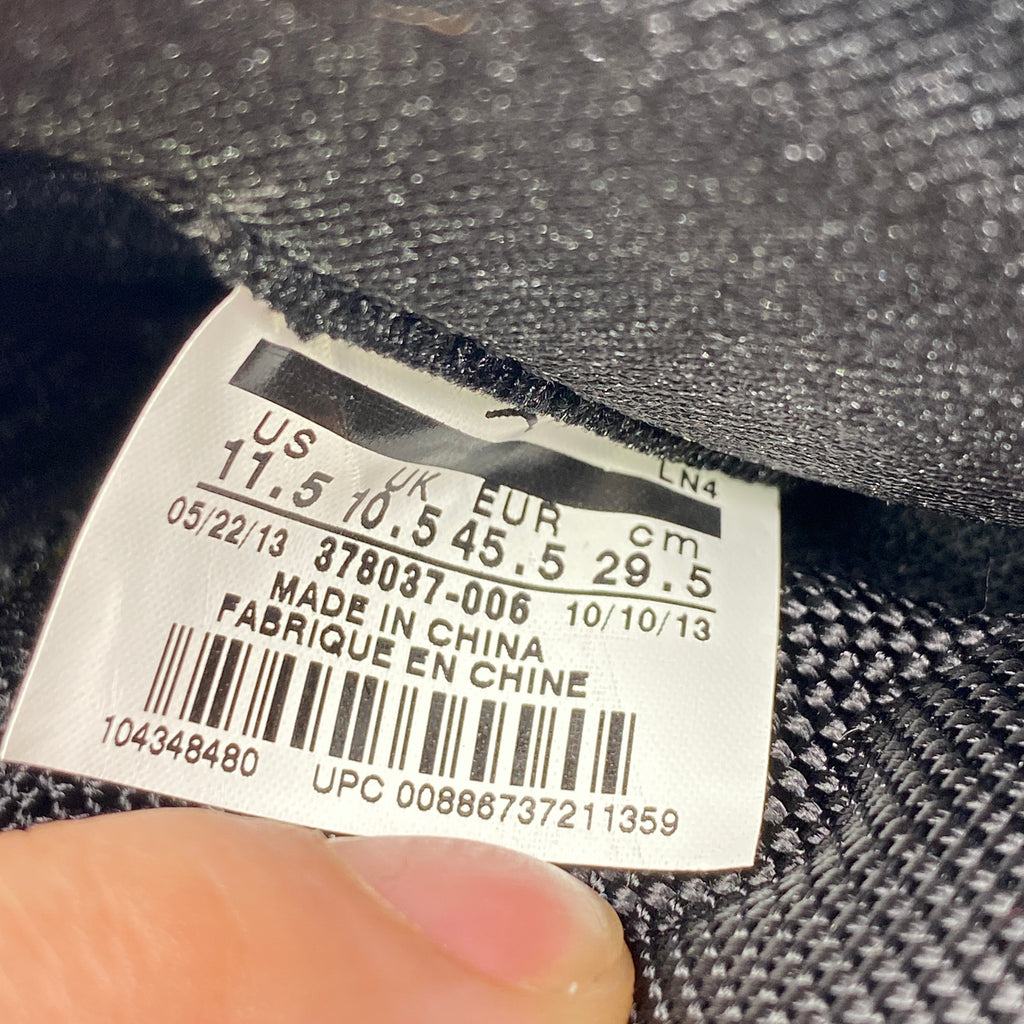 LN4
US UK EUR cm
11.5 10.5 45.5 29.5
05/22/13 378037-006 10/10/13
MADE IN CHINA
FABRIQUE EN CHINE
104348480
UPC 00886737211359